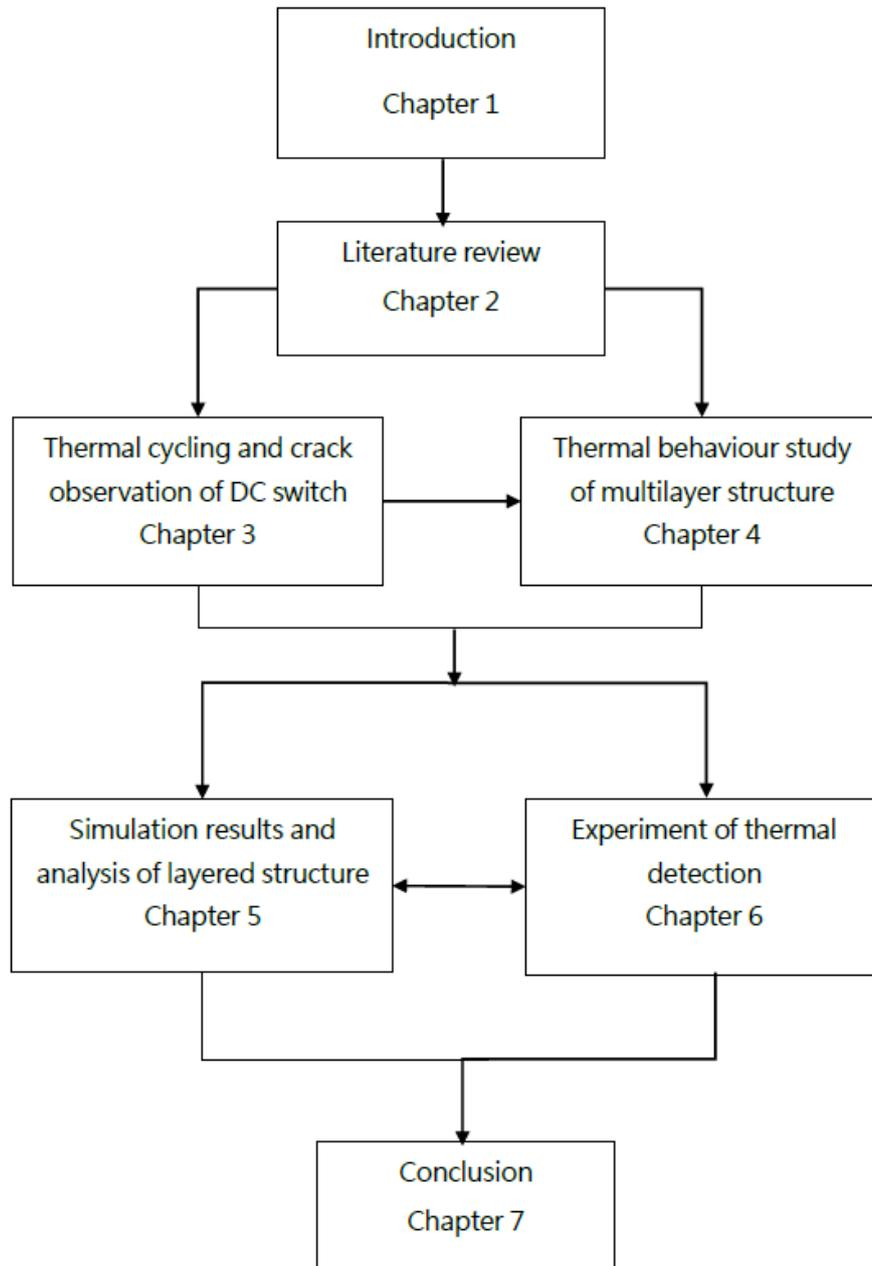 Introduction
Chapter 1
Literature review
Chapter 2
Thermal cycling and crack
observation of DC switch
Chapter 3
Thermal behaviour study
of multilayer structure
Chapter 4
Simulation results and
analysis of layered structure
Chapter 5
Experiment of thermal
detection
Chapter 6
Conclusion
Chapter 7